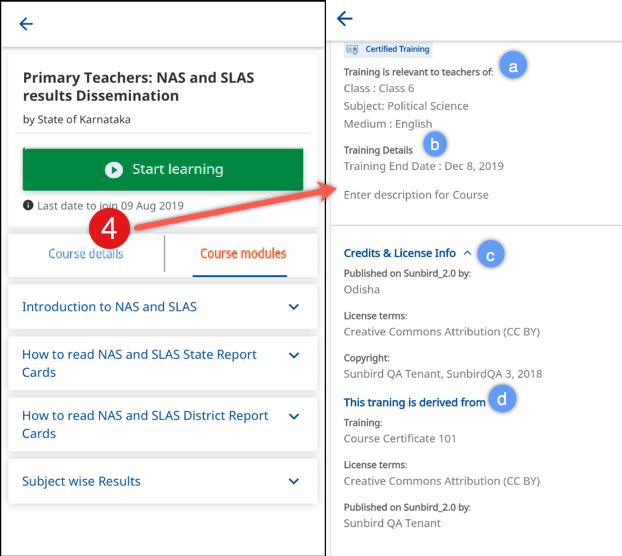 Primary Teachers: NAS and SLAS
results Dissemination
by State of Karnataka
Start learning
Last date to join 09 Aug 2019
4
Course details
Course modules
Introduction to NAS and SLAS
How to read NAS and SLAS State Report
Cards
How to read NAS and SLAS District Report
Cards
Subject wise Results
Certified Training
Training is relevant to teachers of:
a
Class : Class 6
Subject: Political Science
Medium : English
Training Details
b
Training End Date : Dec 8, 2019
Enter description for Course
Credits & License Info
c
Published on Sunbird_2.0 by:
Odisha
License terms:
Creative Commons Attribution (CC BY)
Copyright:
Sunbird QA Tenant, SunbirdQA 3, 2018
This traning is derived from
d
Training:
Course Certificate 101
License terms:
Creative Commons Attribution (CC BY)
Published on Sunbird_2.0 by:
Sunbird QA Tenant